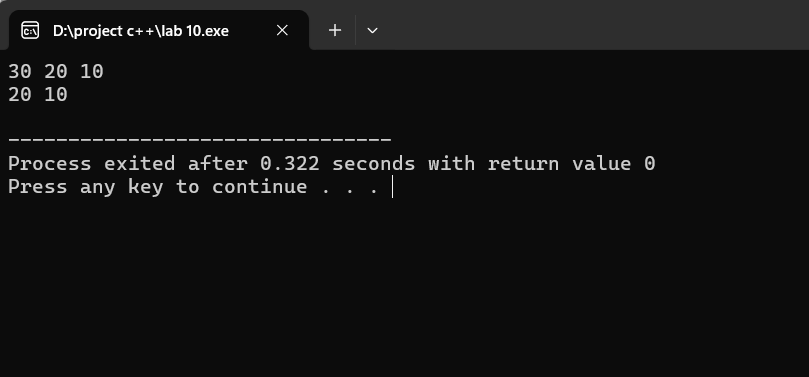 D:\project c++\lab 10.exe
30 20 10
20 10
--------------------------------
Process exited after 0.322 seconds with return value 0
Press any key to continue . . .